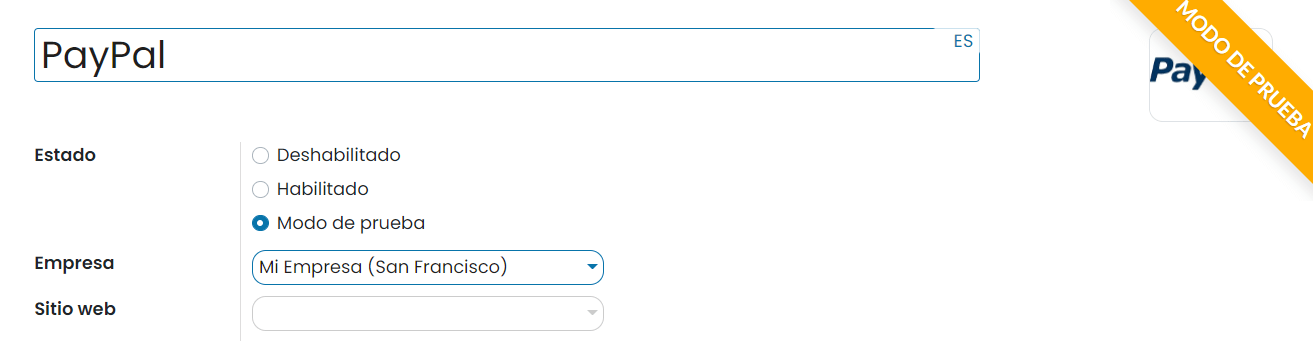 PayPal
ES
Pay
MODO DE PRUEBA
Estado
Deshabilitado
Habilitado
Modo de prueba
Empresa
Mi Empresa (San Francisco)
Sitio web